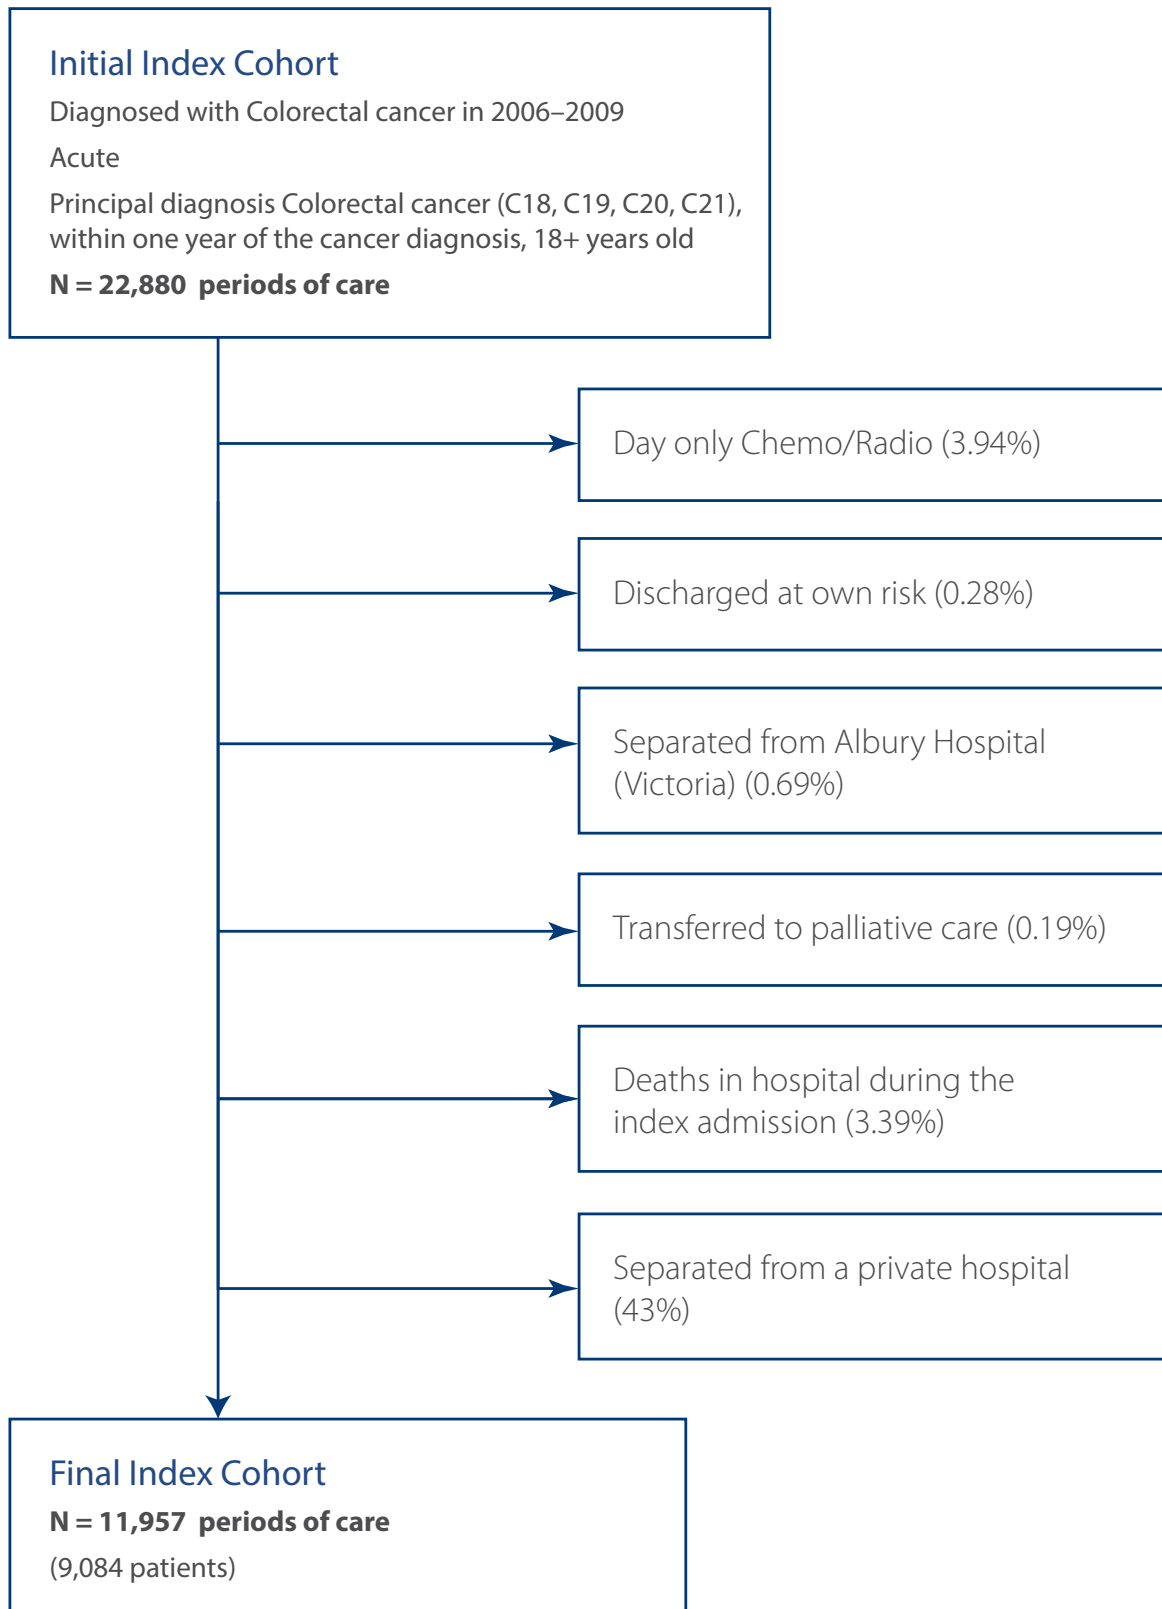 Initial Index Cohort
Diagnosed with Colorectal cancer in 2006–2009
Acute
Principal diagnosis Colorectal cancer (C18, C19, C20, C21),
within one year of the cancer diagnosis, 18+ years old
N = 22,880 periods of care
Day only Chemo/Radio (3.94%)
Discharged at own risk (0.28%)
Separated from Albury Hospital
(Victoria) (0.69%)
Transferred to palliative care (0.19%)
Deaths in hospital during the
index admission (3.39%)
Separated from a private hospital
(43%)
Final Index Cohort
N = 11,957 periods of care
(9,084 patients)